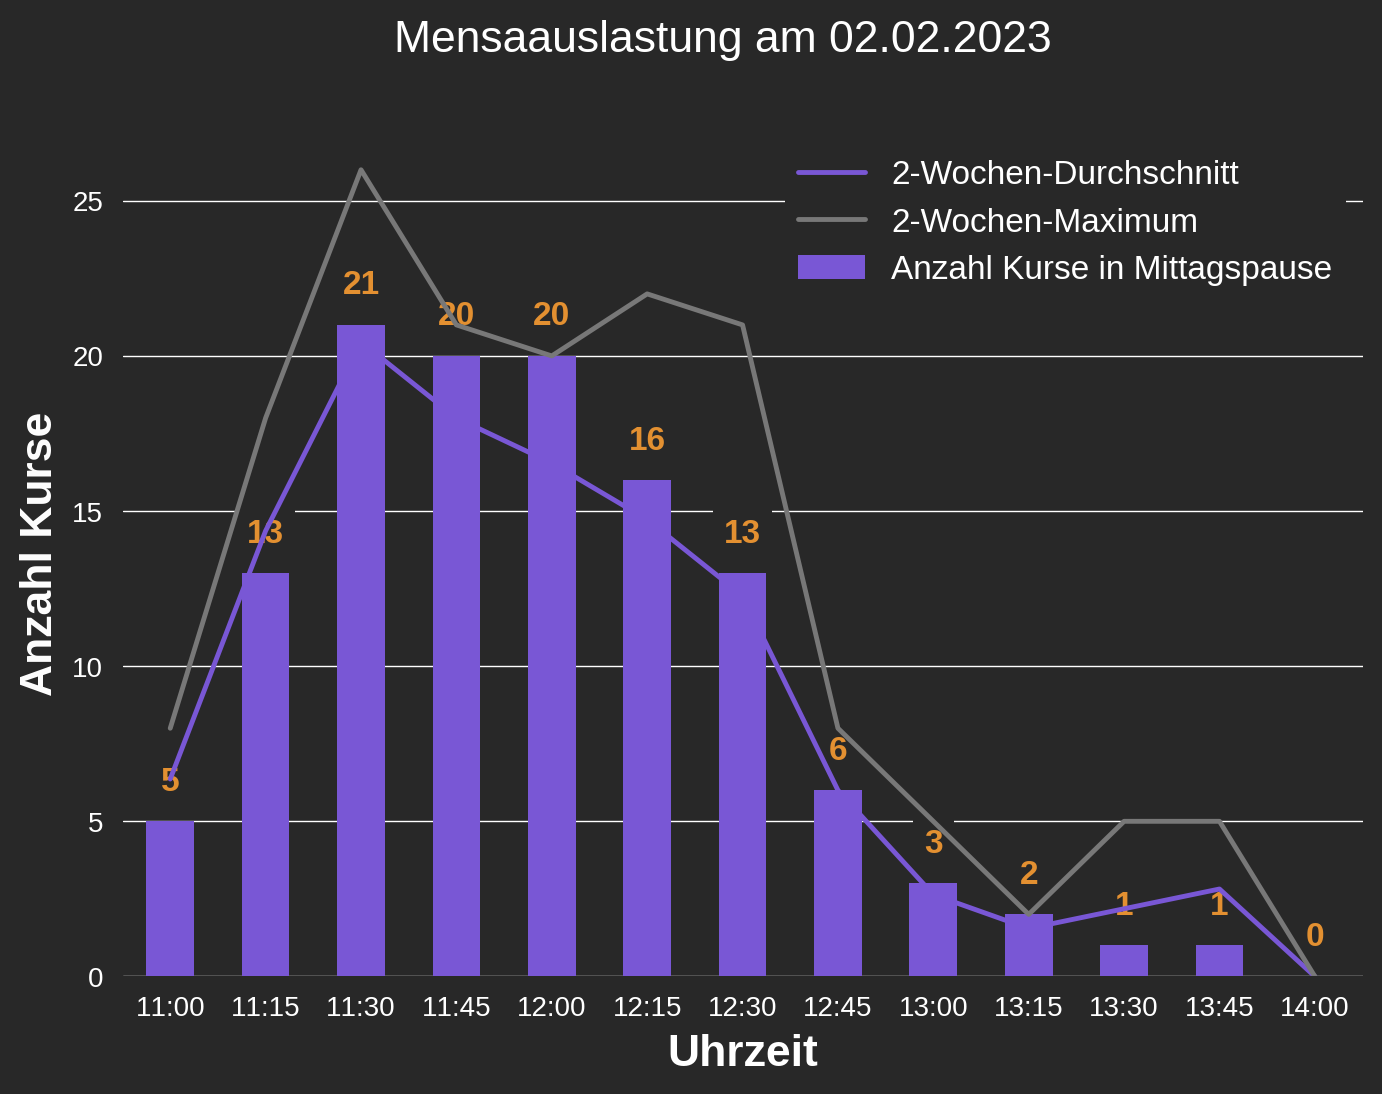 Mensaauslastung am 02.02.2023
2-Wochen-Durchschnitt
2-Wochen-Maximum
Anzahl Kurse in Mittagspause
Anzahl Kurse
25
20
15
10
5
0
5
13
21
20
20
16
13
6
3
2
1
1
0
11:00 11:15 11:30 11:45 12:00 12:15 12:30 12:45 13:00 13:15 13:30 13:45 14:00
Uhrzeit